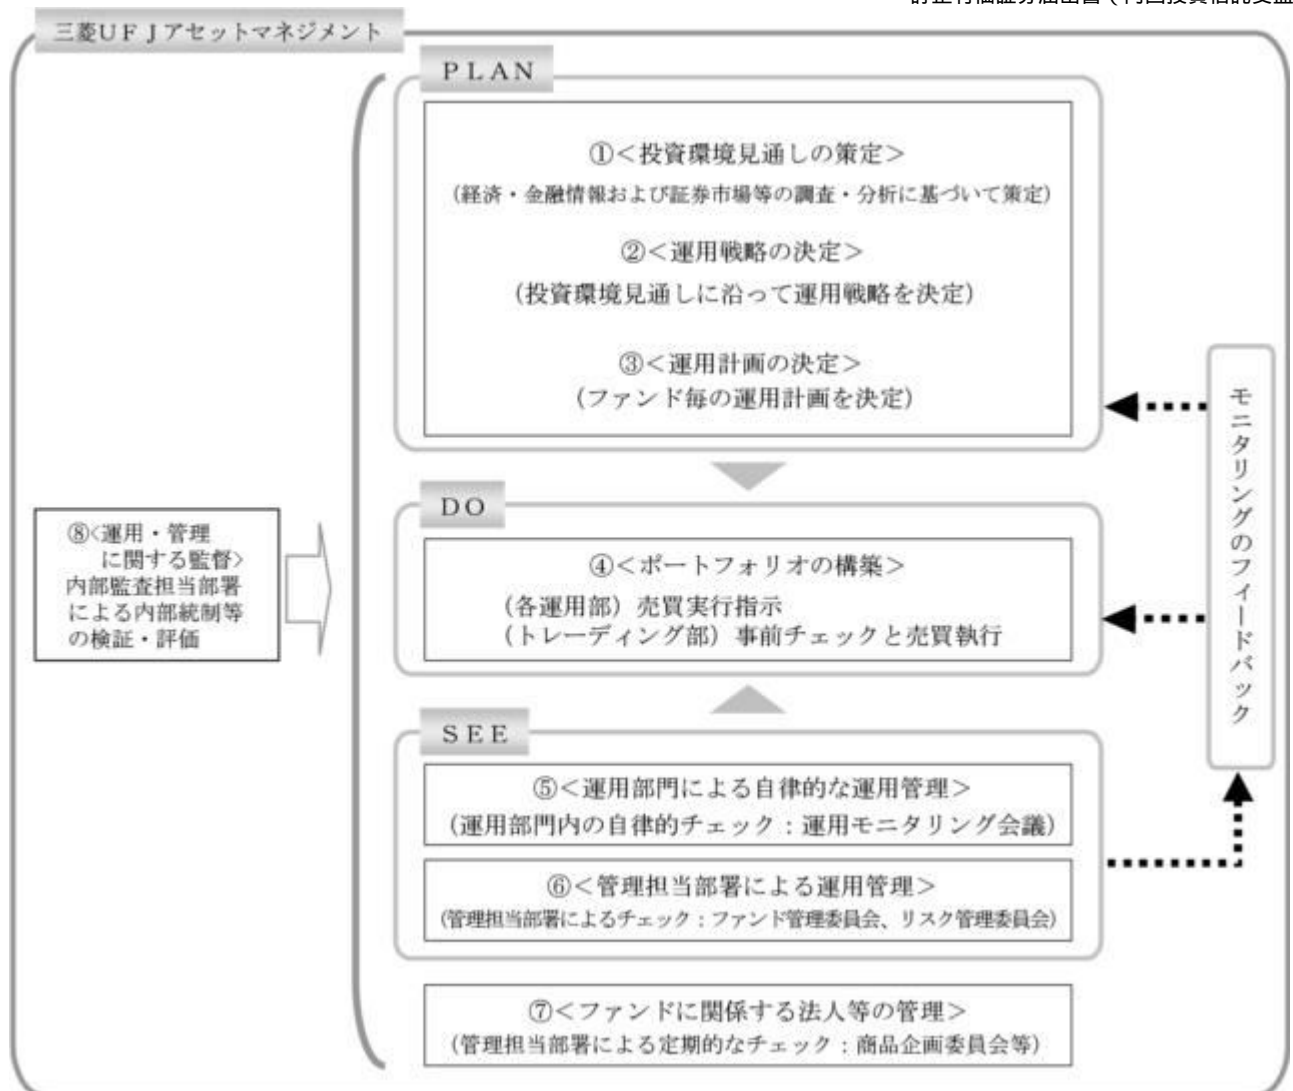 三菱ＵＦＪアセットマネジメント
ＰＬＡＮ
①＜投資環境見通しの策定＞
（経済・金融情報および証券市場等の調査・分析に基づいて策定）
②＜運用戦略の決定＞
（投資環境見通しに沿って運用戦略を決定）
③＜運用計画の決定＞
（ファンド毎の運用計画を決定）
ＤＯ
④＜ポートフォリオの構築＞
（各運用部）売買実行指示
（トレーディング部）事前チェックと売買執行
ＳＥＥ
⑤＜運用部門による自律的な運用管理＞
（運用部門内の自律的チェック：運用モニタリング会議）
⑥＜管理担当部署による運用管理＞
（管理担当部署によるチェック：ファンド管理委員会、リスク管理委員会）
⑦＜ファンドに関係する法人等の管理＞
（管理担当部署による定期的なチェック：商品企画委員会等）
⑧＜運用・管理
に関する監督＞
内部監査担当部署
による内部統制等
の検証・評価
モニタリングのフィードバック